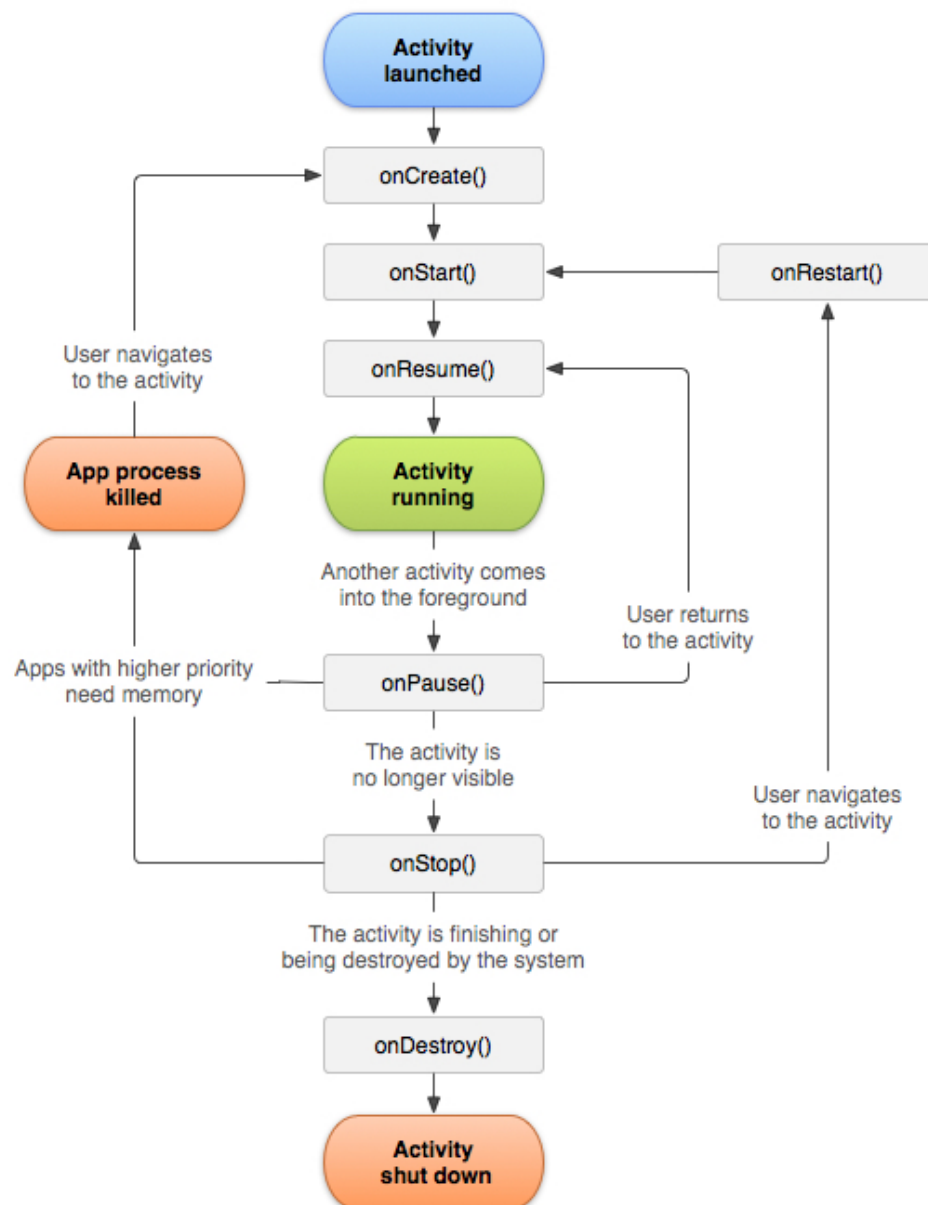 Activity
launched
onCreate()
onStart()
onRestart()
onResume()
User navigates
to the activity
App process
killed
Activity
running
Another activity comes
into the foreground
User returns
to the activity
Apps with higher priority
need memory
onPause()
The activity is
no longer visible
User navigates
to the activity
onStop()
The activity is finishing or
being destroyed by the system
onDestroy()
Activity
shut down